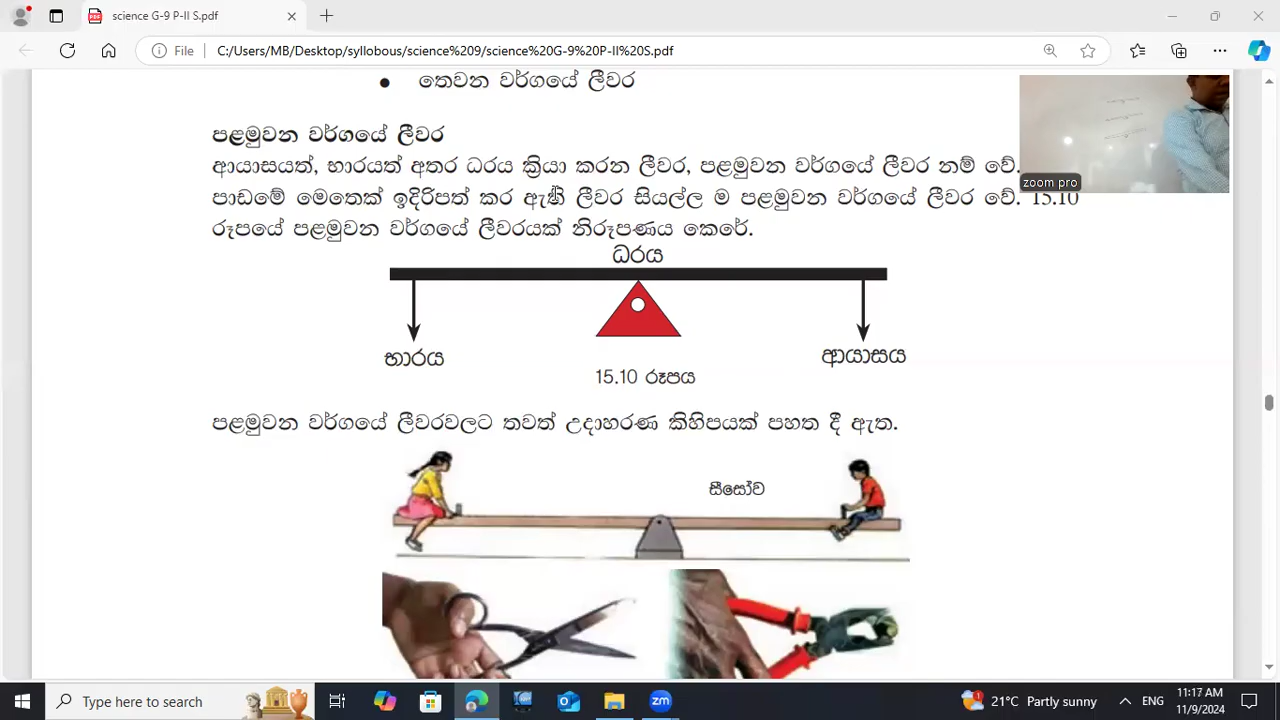 science G-9 P-II S.pdf
File
C:/Users/MB/Desktop/syllobous/science%209/science%20G-9%20P-II%20S.pdf
• තෙවන වර්ගයේ ලීවර
පළමුවන වර්ගයේ ලීවර
ආයාසයත්, භාරයත් අතර ධරය ක්‍රියා කරන ලීවර, පළමුවන වර්ගයේ ලීවර නම් වේ.
zoom pro
පාඩමේ මෙතෙක් ඉදිරිපත් කර ඇති ලීවර සියල්ල ම පළමුවන වර්ගයේ ලීවර වේ. 15.10
රූපයේ පළමුවන වර්ගයේ ලීවරයක් නිරූපණය කෙරේ.
ධරය
භාරය
ආයාසය
15.10 රූපය
පළමුවන වර්ගයේ ලීවරවලට තවත් උදාහරණ කිහිපයක් පහත දී ඇත.
සීසෝව
Type here to search
zm
1
21°C Partly sunny
ENG
11:17 AM
11/9/2024